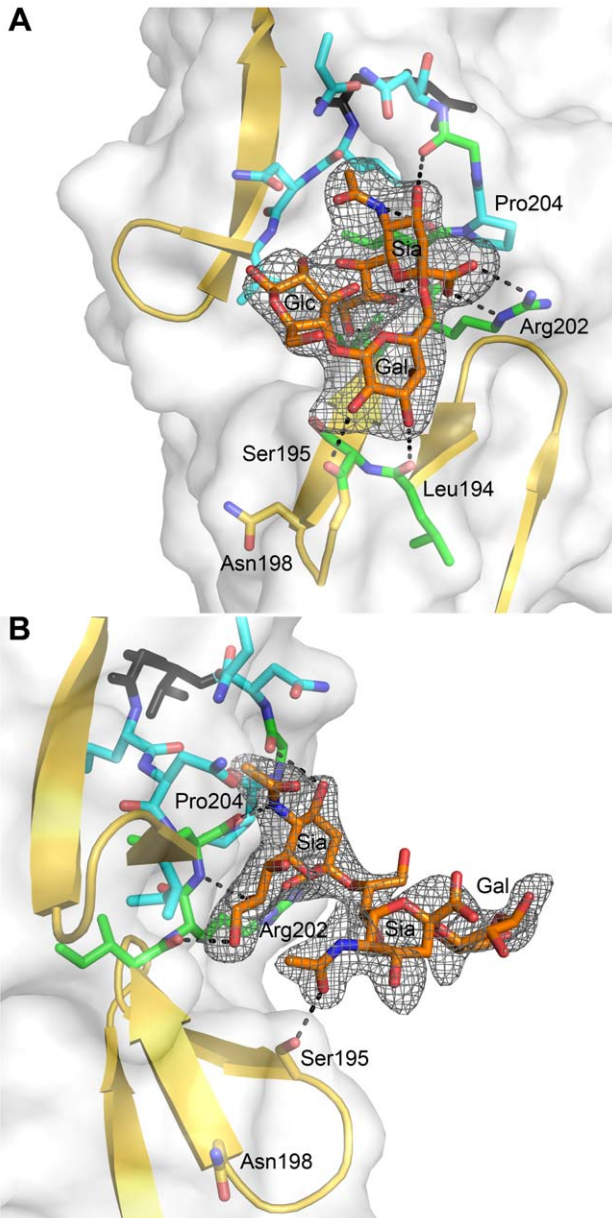 A
Pro204
Sia
Glc
Arg202
Gal
Ser195
Leu194
Asn198
B
Pro204
Sia
Gal
Sia
Arg202
Ser195
Asn198